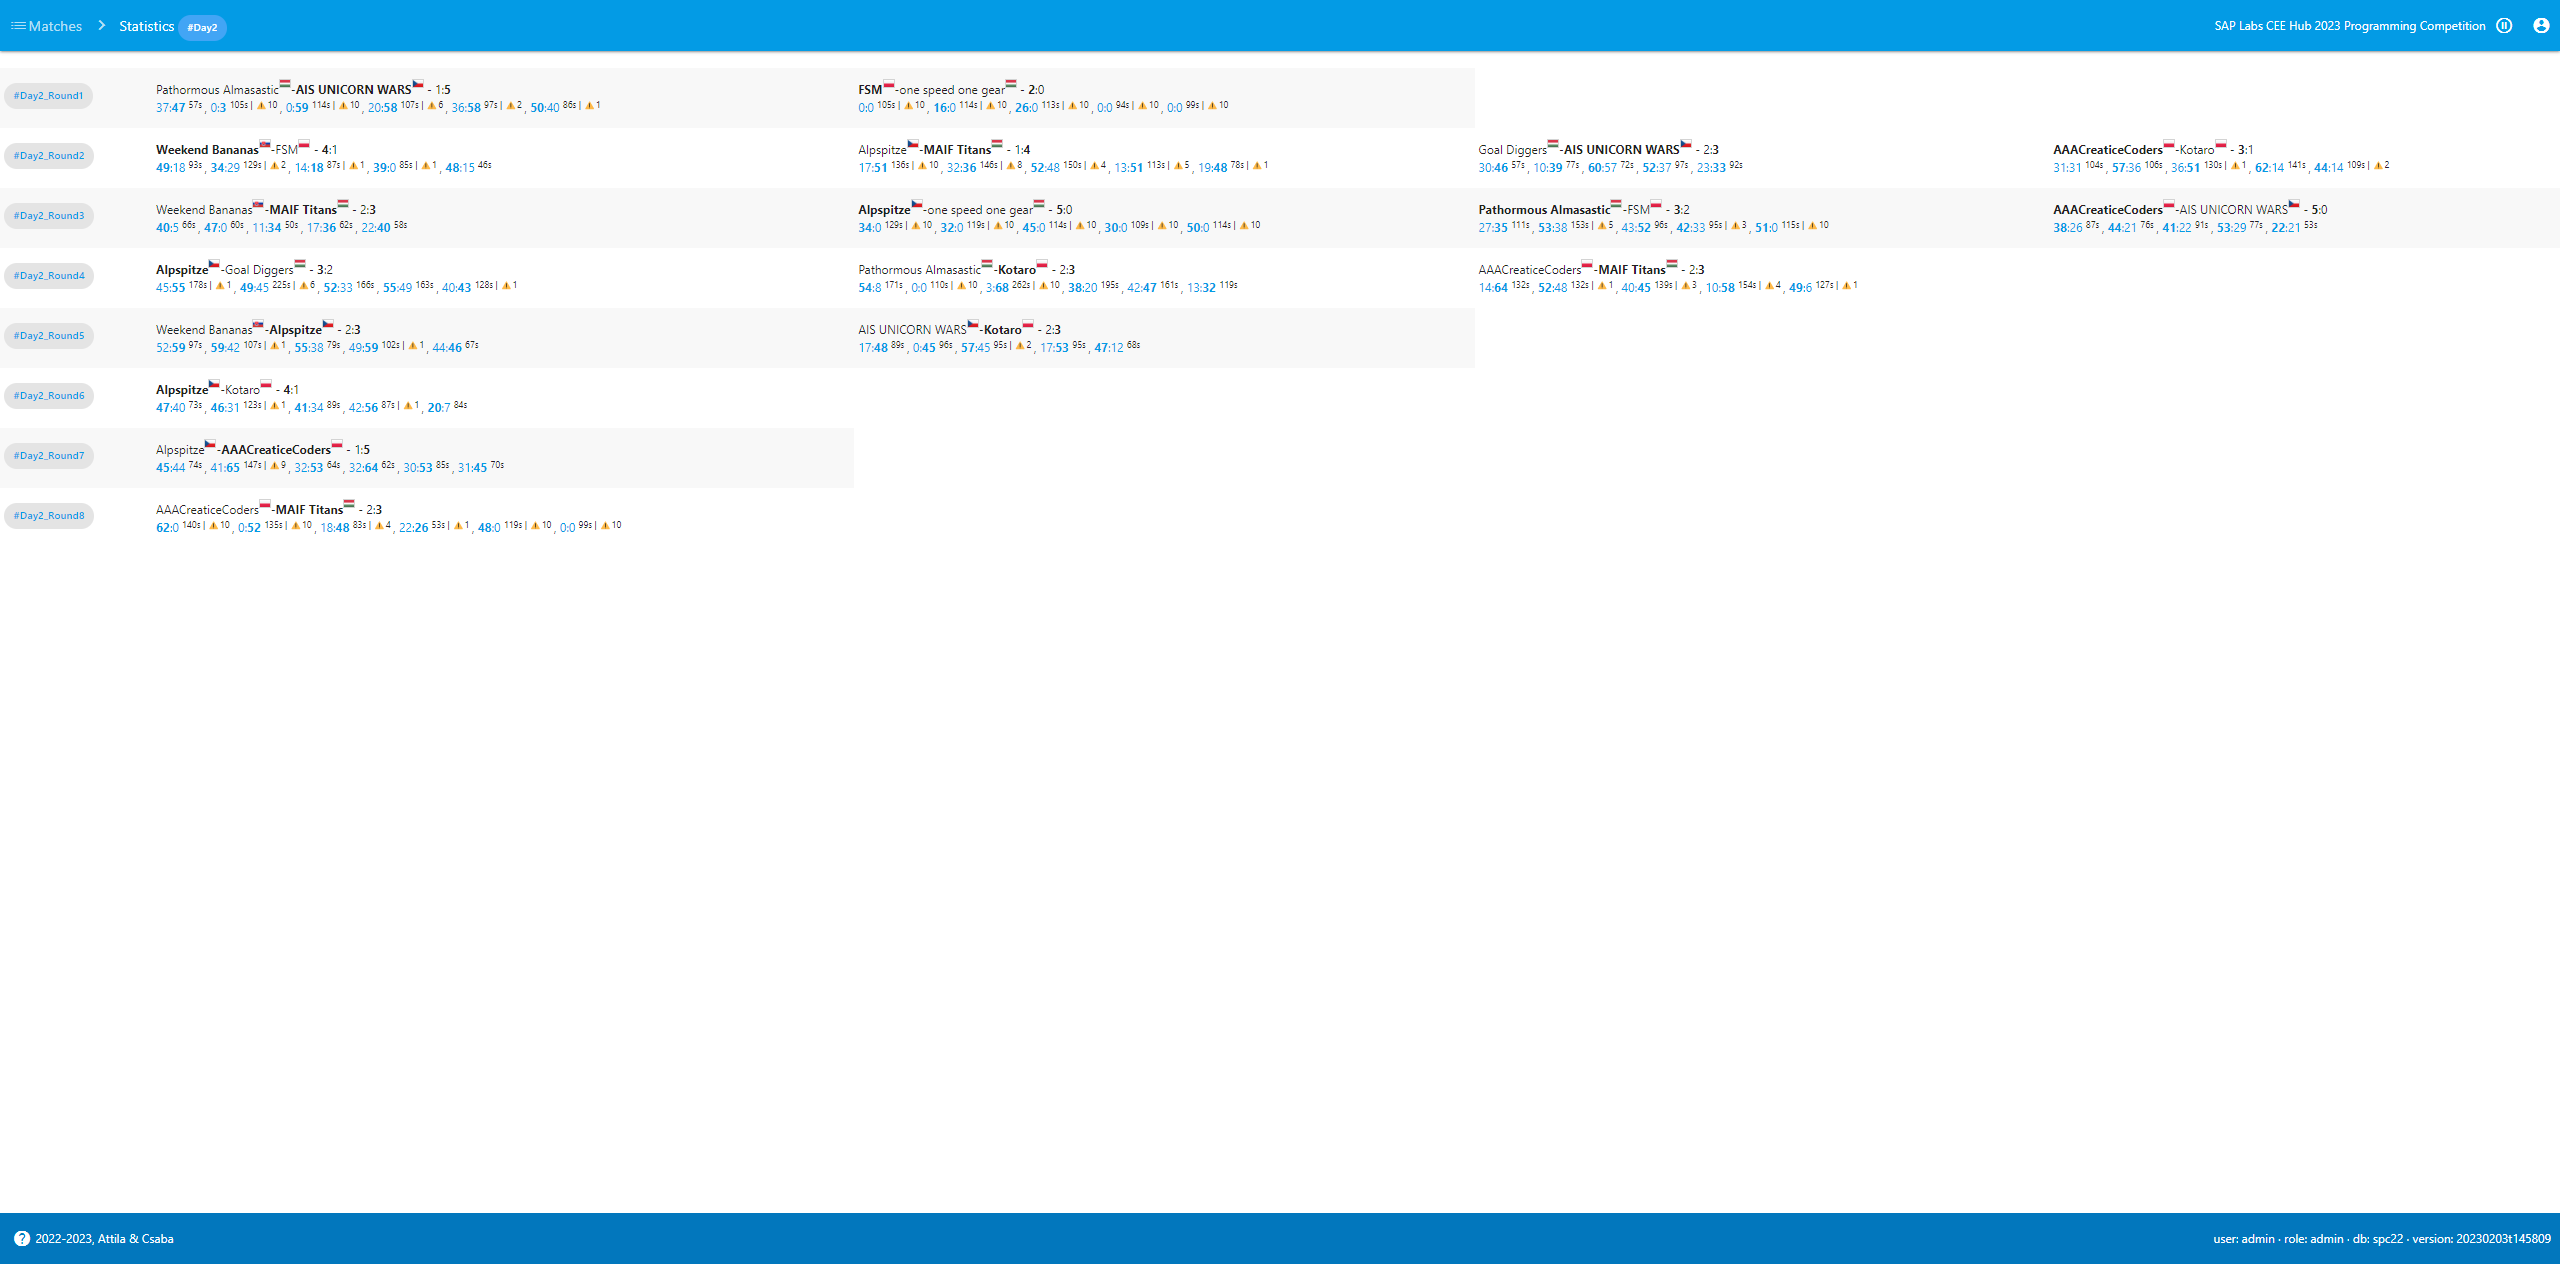 Matches > Statistics #Day2 SAP Labs CEE Hub 2023 Programming Competition
#Day2_Round1
Pathormous Almasastic-AIS UNICORN WARS - 1:5
37:47 57s, 0:3 105s| 10, 0:59 114s| 10, 20:58 107s| 6, 36:58 97s| 2, 50:40 86s| 1
FSM-one speed one gear - 2:0
0:0 105s| 10, 16:0 114s| 10, 26:0 113s| 10, 0:0 94s| 10, 0:0 99s| 10
#Day2_Round2
Weekend Bananas-FSM - 4:1
49:18 93s, 34:29 129s| 2, 14:18 87s| 1, 39:0 85s| 1, 48:15 46s
Alpspitze-MAIF Titans - 1:4
17:51 136s| 10, 32:36 146s| 8, 52:48 150s| 4, 13:51 113s| 5, 19:48 78s| 1
Goal Diggers-AIS UNICORN WARS - 2:3
30:46 57s, 10:39 77s, 60:57 72s, 52:37 97s, 23:33 92s
AAACreaticeCoders-Kotaro - 3:1
31:31 104s, 57:36 106s, 36:51 130s| 1, 62:14 141s, 44:14 109s| 2
#Day2_Round3
Weekend Bananas-MAIF Titans - 2:3
40:5 66s, 47:0 60s, 11:34 50s, 17:36 62s, 22:40 58s
Alpspitze-one speed one gear - 5:0
34:0 129s| 10, 32:0 119s| 10, 45:0 114s| 10, 30:0 109s| 10, 50:0 114s| 10
Pathormous Almasastic-FSM - 3:2
27:35 111s, 53:38 153s| 5, 43:52 96s, 42:33 95s| 3, 51:0 115s| 10
AAACreaticeCoders-AIS UNICORN WARS - 5:0
38:26 87s, 44:21 76s, 41:22 91s, 53:29 77s, 22:21 53s
#Day2_Round4
Alpspitze-Goal Diggers - 3:2
45:55 178s| 1, 49:45 225s| 6, 52:33 166s, 55:49 163s, 40:43 128s| 1
Pathormous Almasastic-Kotaro - 2:3
54:8 171s, 0:0 110s| 10, 3:68 262s| 10, 38:20 195s, 42:47 161s, 13:32 119s
AAACreaticeCoders-MAIF Titans - 2:3
14:64 132s, 52:48 132s| 1, 40:45 139s| 3, 10:58 154s| 4, 49:6 127s| 1
#Day2_Round5
Weekend Bananas-Alpspitze - 2:3
52:59 97s, 59:42 107s| 1, 55:38 79s, 49:59 102s| 1, 44:46 67s
AIS UNICORN WARS-Kotaro - 2:3
17:48 89s, 0:45 96s, 57:45 95s| 2, 17:53 95s, 47:12 68s
#Day2_Round6
Alpspitze-Kotaro - 4:1
47:40 73s, 46:31 123s| 1, 41:34 89s, 42:56 87s| 1, 20:7 84s
#Day2_Round7
Alpspitze-AAACreaticeCoders - 1:5
45:44 74s, 41:65 147s| 9, 32:53 64s, 32:64 62s, 30:53 85s, 31:45 70s
#Day2_Round8
AAACreaticeCoders-MAIF Titans - 2:3
62:0 140s| 10, 0:52 135s| 10, 18:48 83s| 4, 22:26 53s| 1, 48:0 119s| 10, 0:0 99s| 10
2022-2023, Attila & Csaba user: admin · role: admin · db: spc22 · version: 20230203t145809